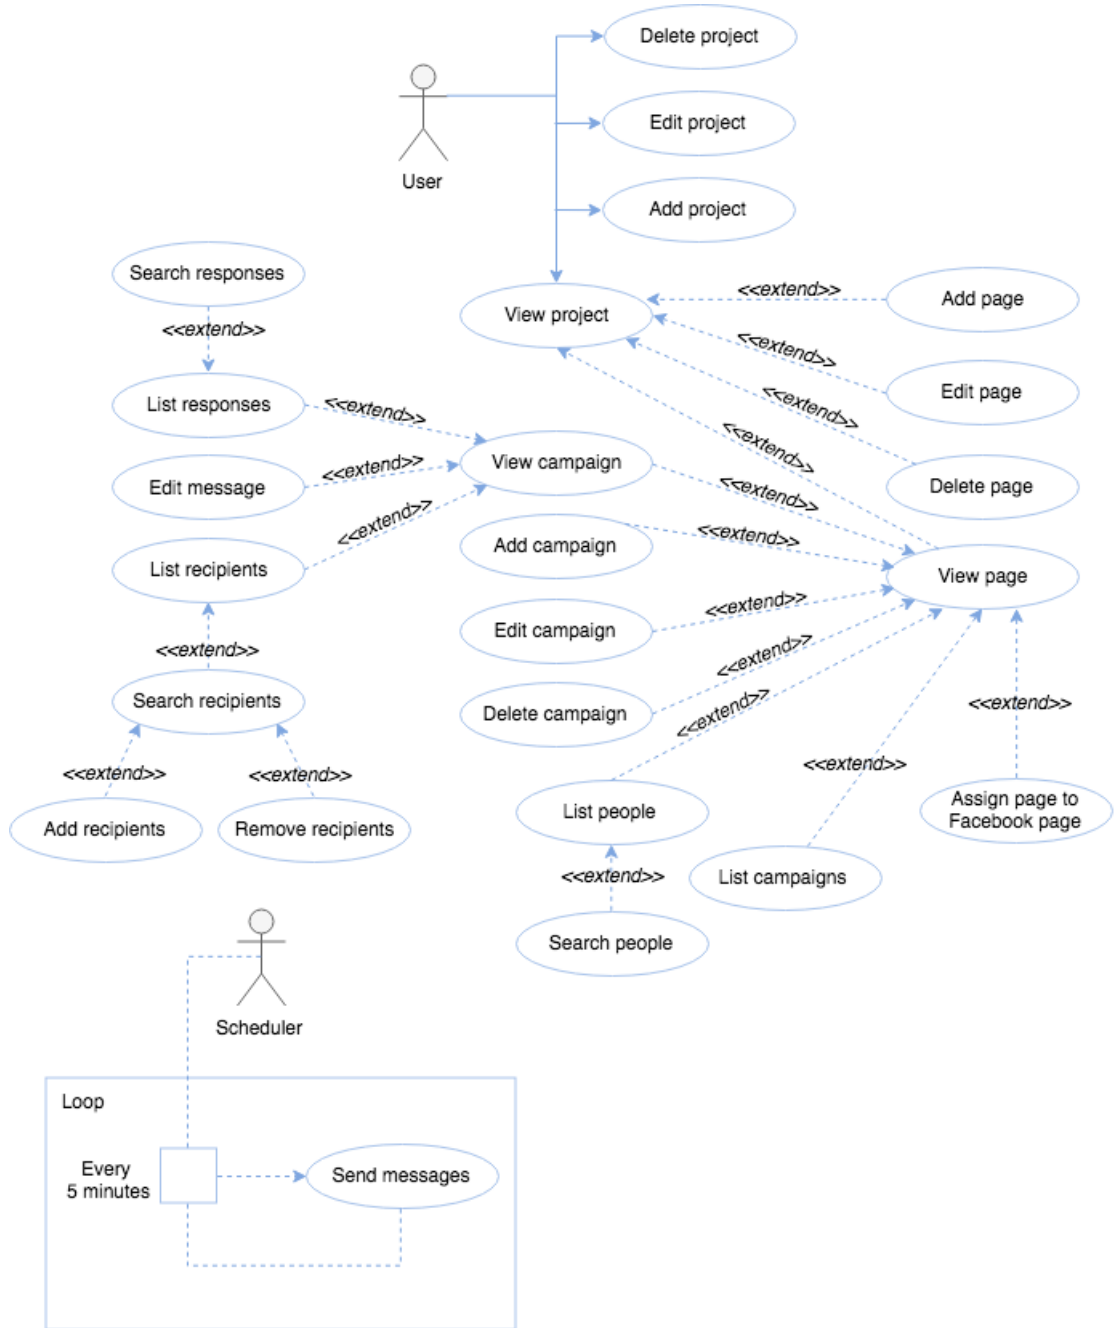 Delete project
Edit project
User
Add project
Search responses
<<extend>>
Add page
View project
<<extend>>
<<extend>>
Edit page
List responses
<<extend>>
<<extend>>
<<extend>>
View campaign
Edit message
<<extend>>
<<extend>>
Delete page
<<extend>>
Add campaign
<<extend>>
List recipients
View page
<<extend>>
Edit campaign
<<extend>>
<<extend>>
Search recipients
Delete campaign
<<extend>>
<<extend>>
<<extend>>
<<extend>>
<<extend>>
Add recipients
Remove recipients
List people
Assign page to
Facebook page
<<extend>>
List campaigns
Search people
Scheduler
Loop
Every
5 minutes
Send messages